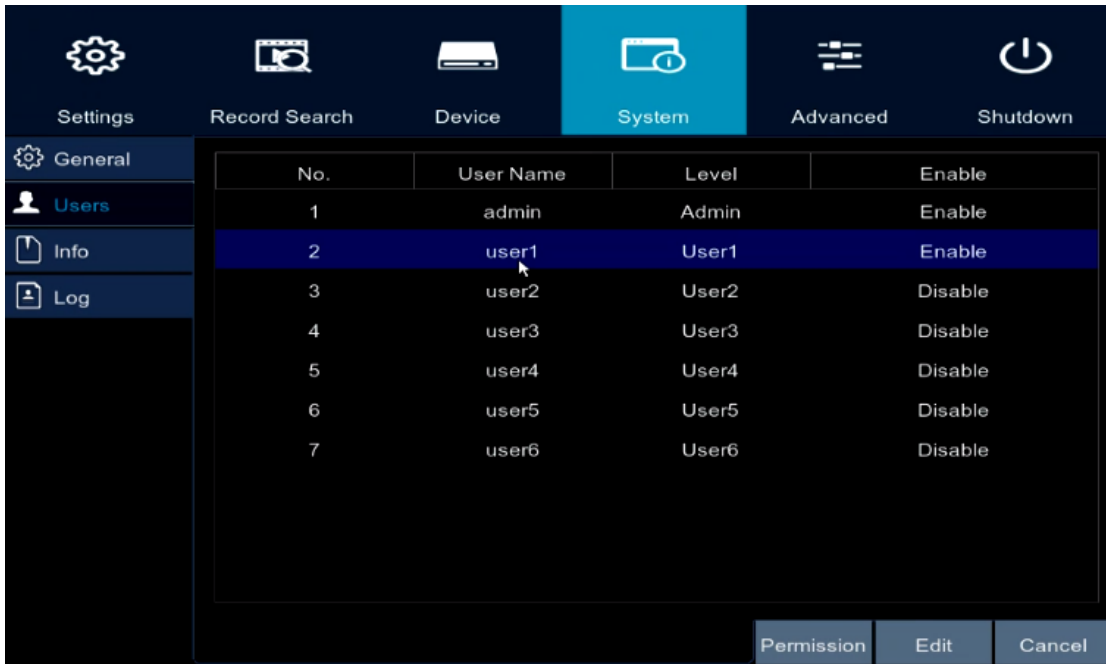 Settings Record Search Device System Advanced Shutdown
General
Users
Info
Log
No. User Name Level Enable
1 admin Admin Enable
2 user1 User1 Enable
3 user2 User2 Disable
4 user3 User3 Disable
5 user4 User4 Disable
6 user5 User5 Disable
7 user6 User6 Disable
Permission Edit Cancel